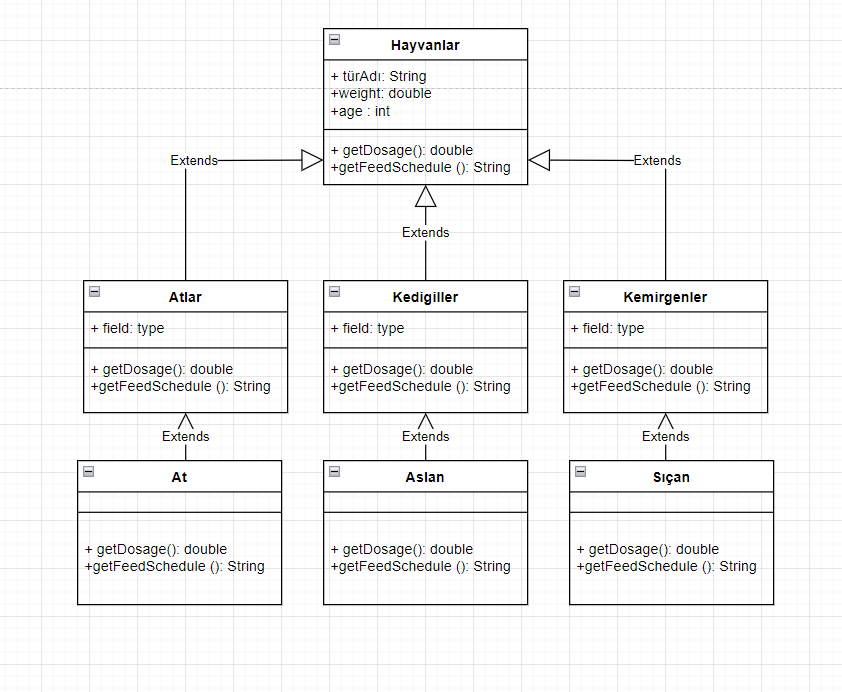 Hayvanlar
+ türAdı: String
+weight: double
+age : int
+ getDosage(): double
+getFeedSchedule (): String
Extends
Extends
Extends
Atlar
+ field: type
+ getDosage(): double
+getFeedSchedule (): String
Kedigiller
+ field: type
+ getDosage(): double
+getFeedSchedule (): String
Kemirgenler
+ field: type
+ getDosage(): double
+getFeedSchedule (): String
Extends
Extends
Extends
At
+ getDosage(): double
+getFeedSchedule (): String
Aslan
+ getDosage(): double
+getFeedSchedule (): String
Sıçan
+ getDosage(): double
+getFeedSchedule (): String